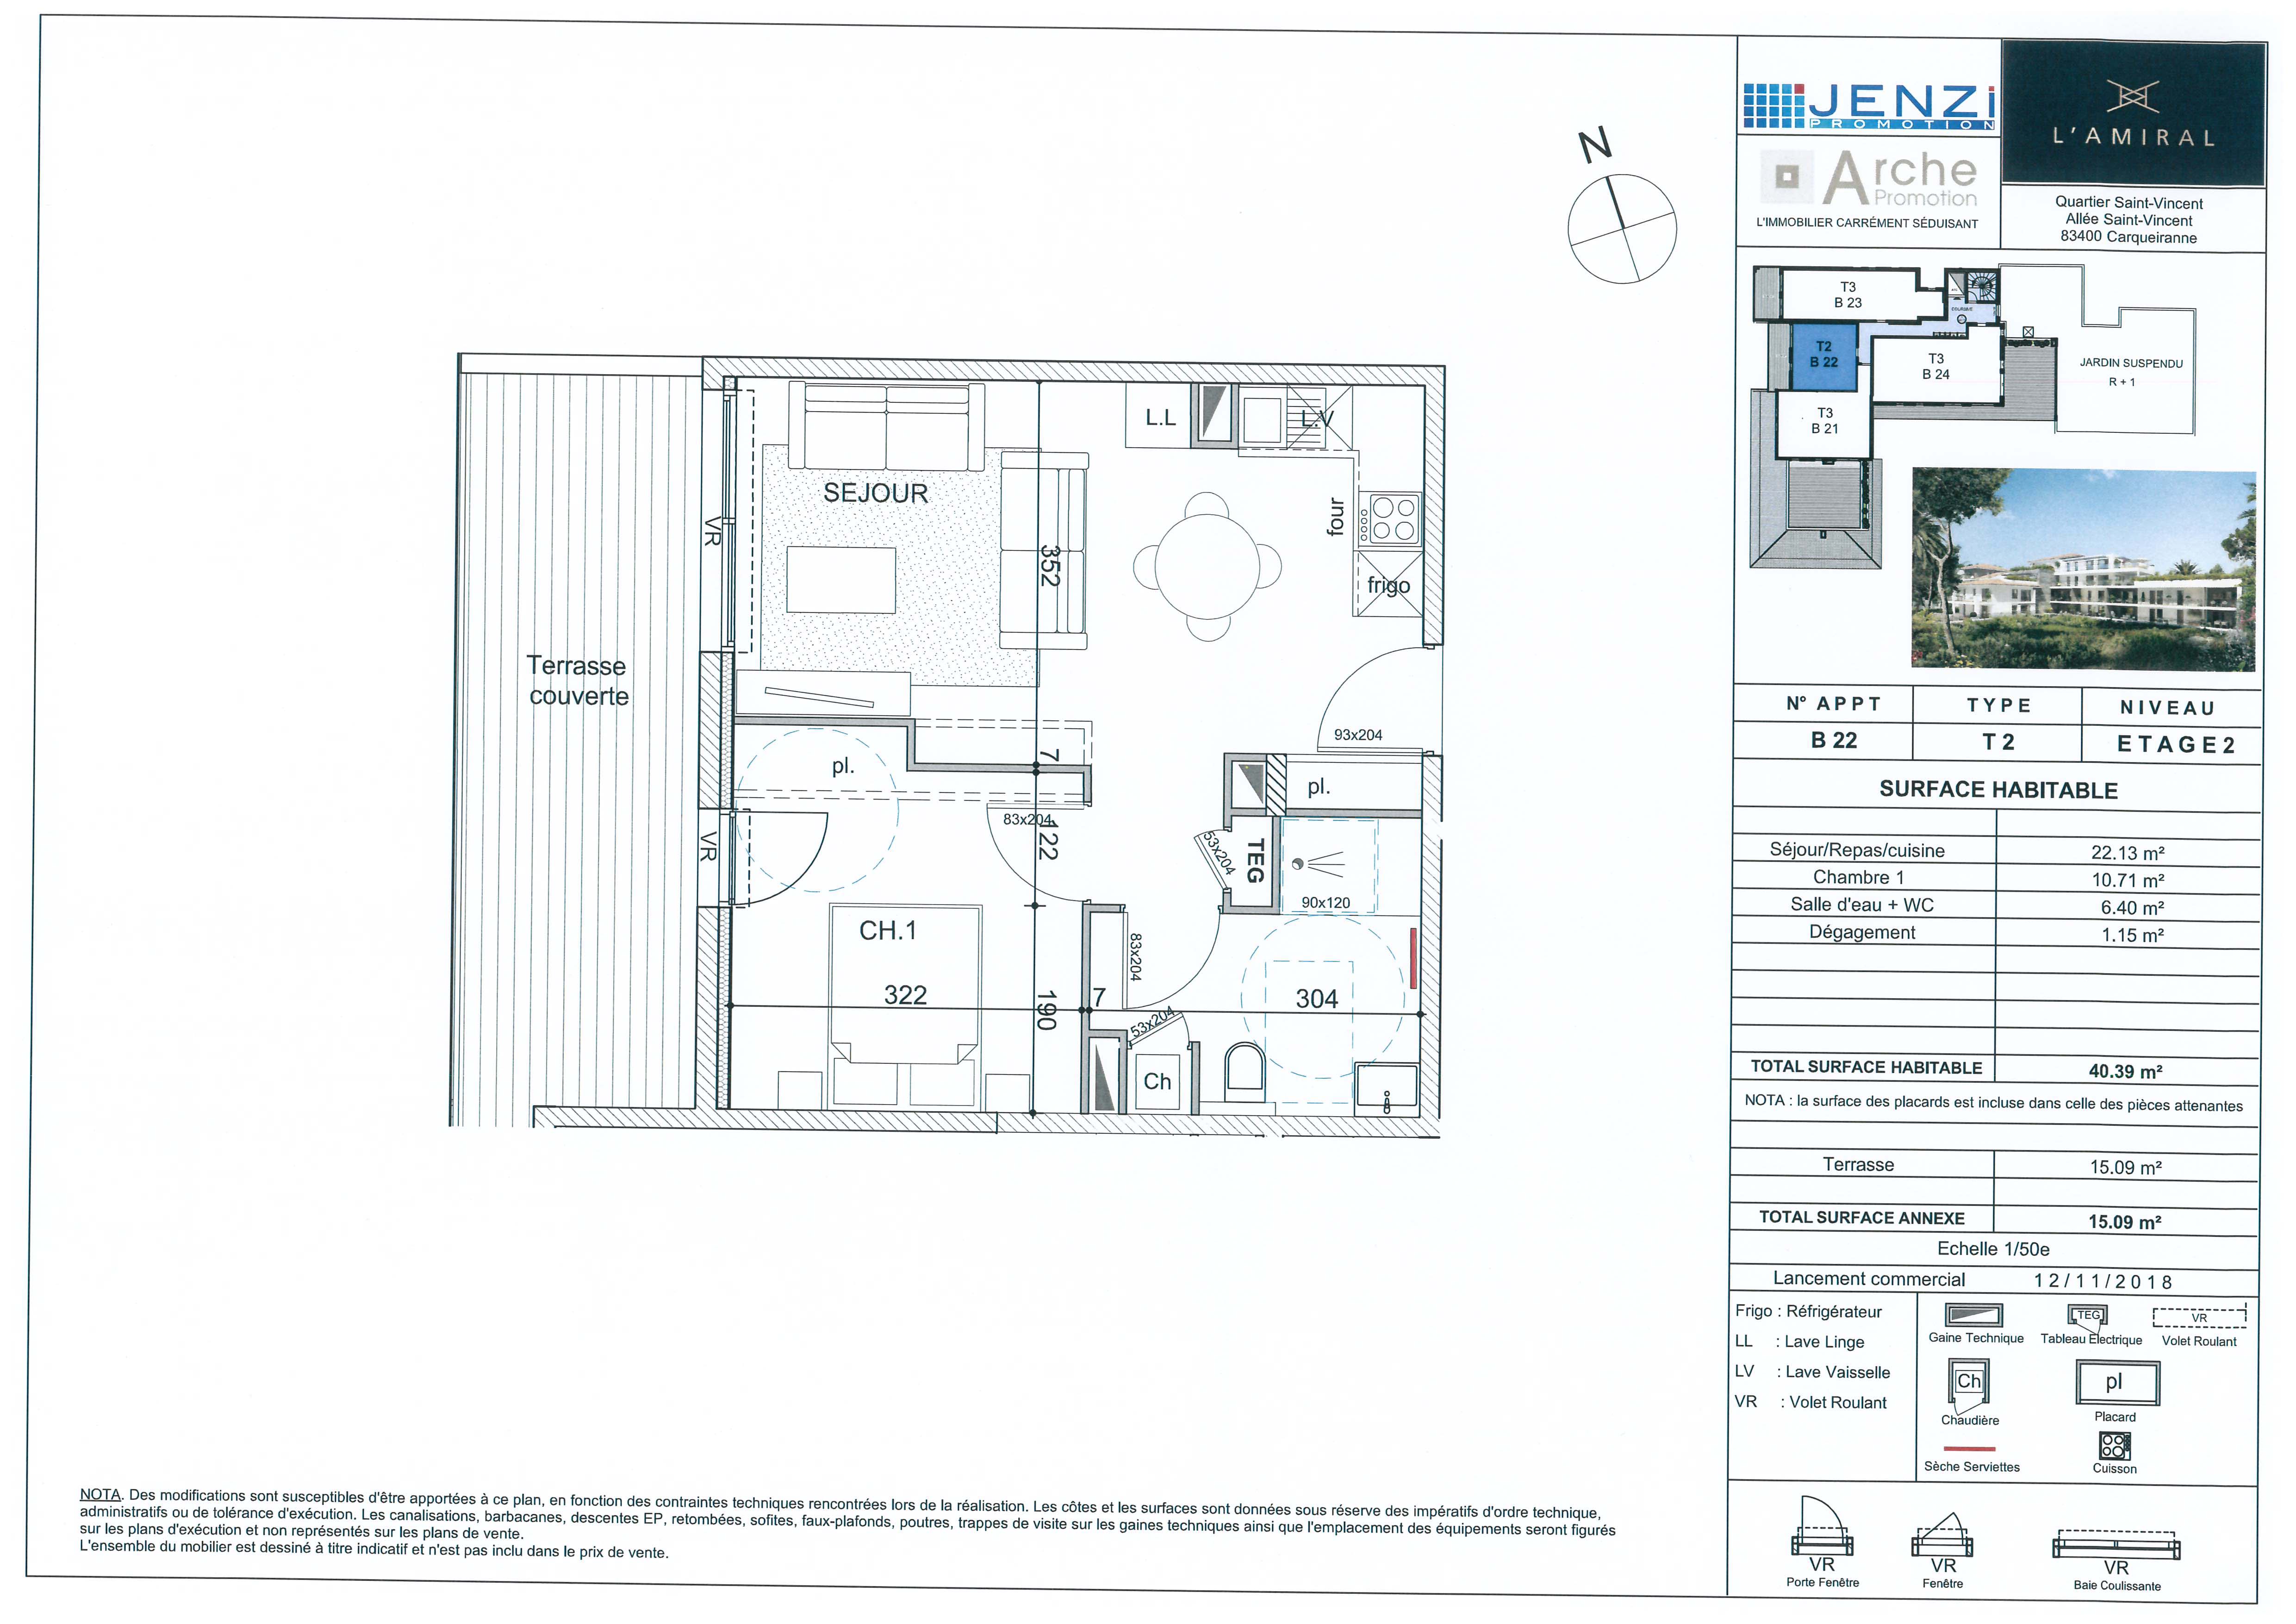 N
SEJOUR
L.L
L.V
four
frigo
VR
352
Terrasse
couverte
93x204
7
pl.
pl.
83x204
122
VR
53x204
TEG
90x120
CH.1
83x204
322
190
7
304
53x204
Ch
NOTA. Des modifications sont susceptibles d'être apportées à ce plan, en fonction des contraintes techniques rencontrées lors de la réalisation. Les côtes et les surfaces sont données sous réserve des impératifs d'ordre technique,
administratifs ou de tolérance d'exécution. Les canalisations, barbacanes, descentes EP, retombées, sofites, faux-plafonds, poutres, trappes de visite sur les gaines techniques ainsi que l'emplacement des équipements seront figurés
sur les plans d'exécution et non représentés sur les plans de vente.
L'ensemble du mobilier est dessiné à titre indicatif et n'est pas inclu dans le prix de vente.
JENZi
PROMOTION
Arche
Promotion
L'IMMOBILIER CARRÉMENT SÉDUISANT
L'AMIRAL
Quartier Saint-Vincent
Allée Saint-Vincent
83400 Carqueiranne
T3
B 23
T2
B 22
T3
B 24
T3
B 21
JARDIN SUSPENDU
R + 1
N° APPT TYPE NIVEAU
B 22 T 2 ETAGE 2
SURFACE HABITABLE
Séjour/Repas/cuisine 22.13 m²
Chambre 1 10.71 m²
Salle d'eau + WC 6.40 m²
Dégagement 1.15 m²
TOTAL SURFACE HABITABLE 40.39 m²
NOTA : la surface des placards est incluse dans celle des pièces attenantes
Terrasse 15.09 m²
TOTAL SURFACE ANNEXE 15.09 m²
Echelle 1/50e
Lancement commercial 12/11/2018
Frigo : Réfrigérateur
LL : Lave Linge
LV : Lave Vaisselle
VR : Volet Roulant
TEG
VR
Gaine Technique
Tableau Electrique
Volet Roulant
Ch
pl
Chaudière
Placard
Sèche Serviettes
Cuisson
VR
VR
VR
Porte Fenêtre
Fenêtre
Baie Coulissante